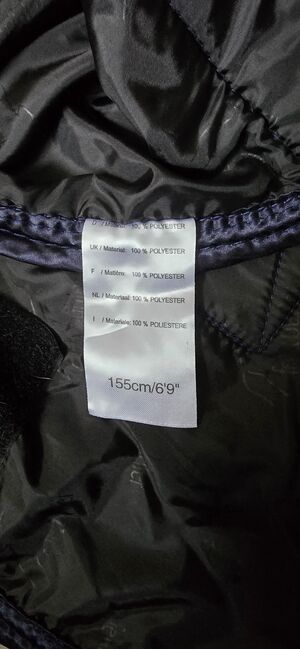 D / Material: 100 % POLYESTER
UK / Material: 100 % POLYESTER
F / Matière: 100 % POLYESTER
NL / Materiaal: 100 % POLYESTER
I / Materiale: 100 % POLIESTERE
155cm/6'9"